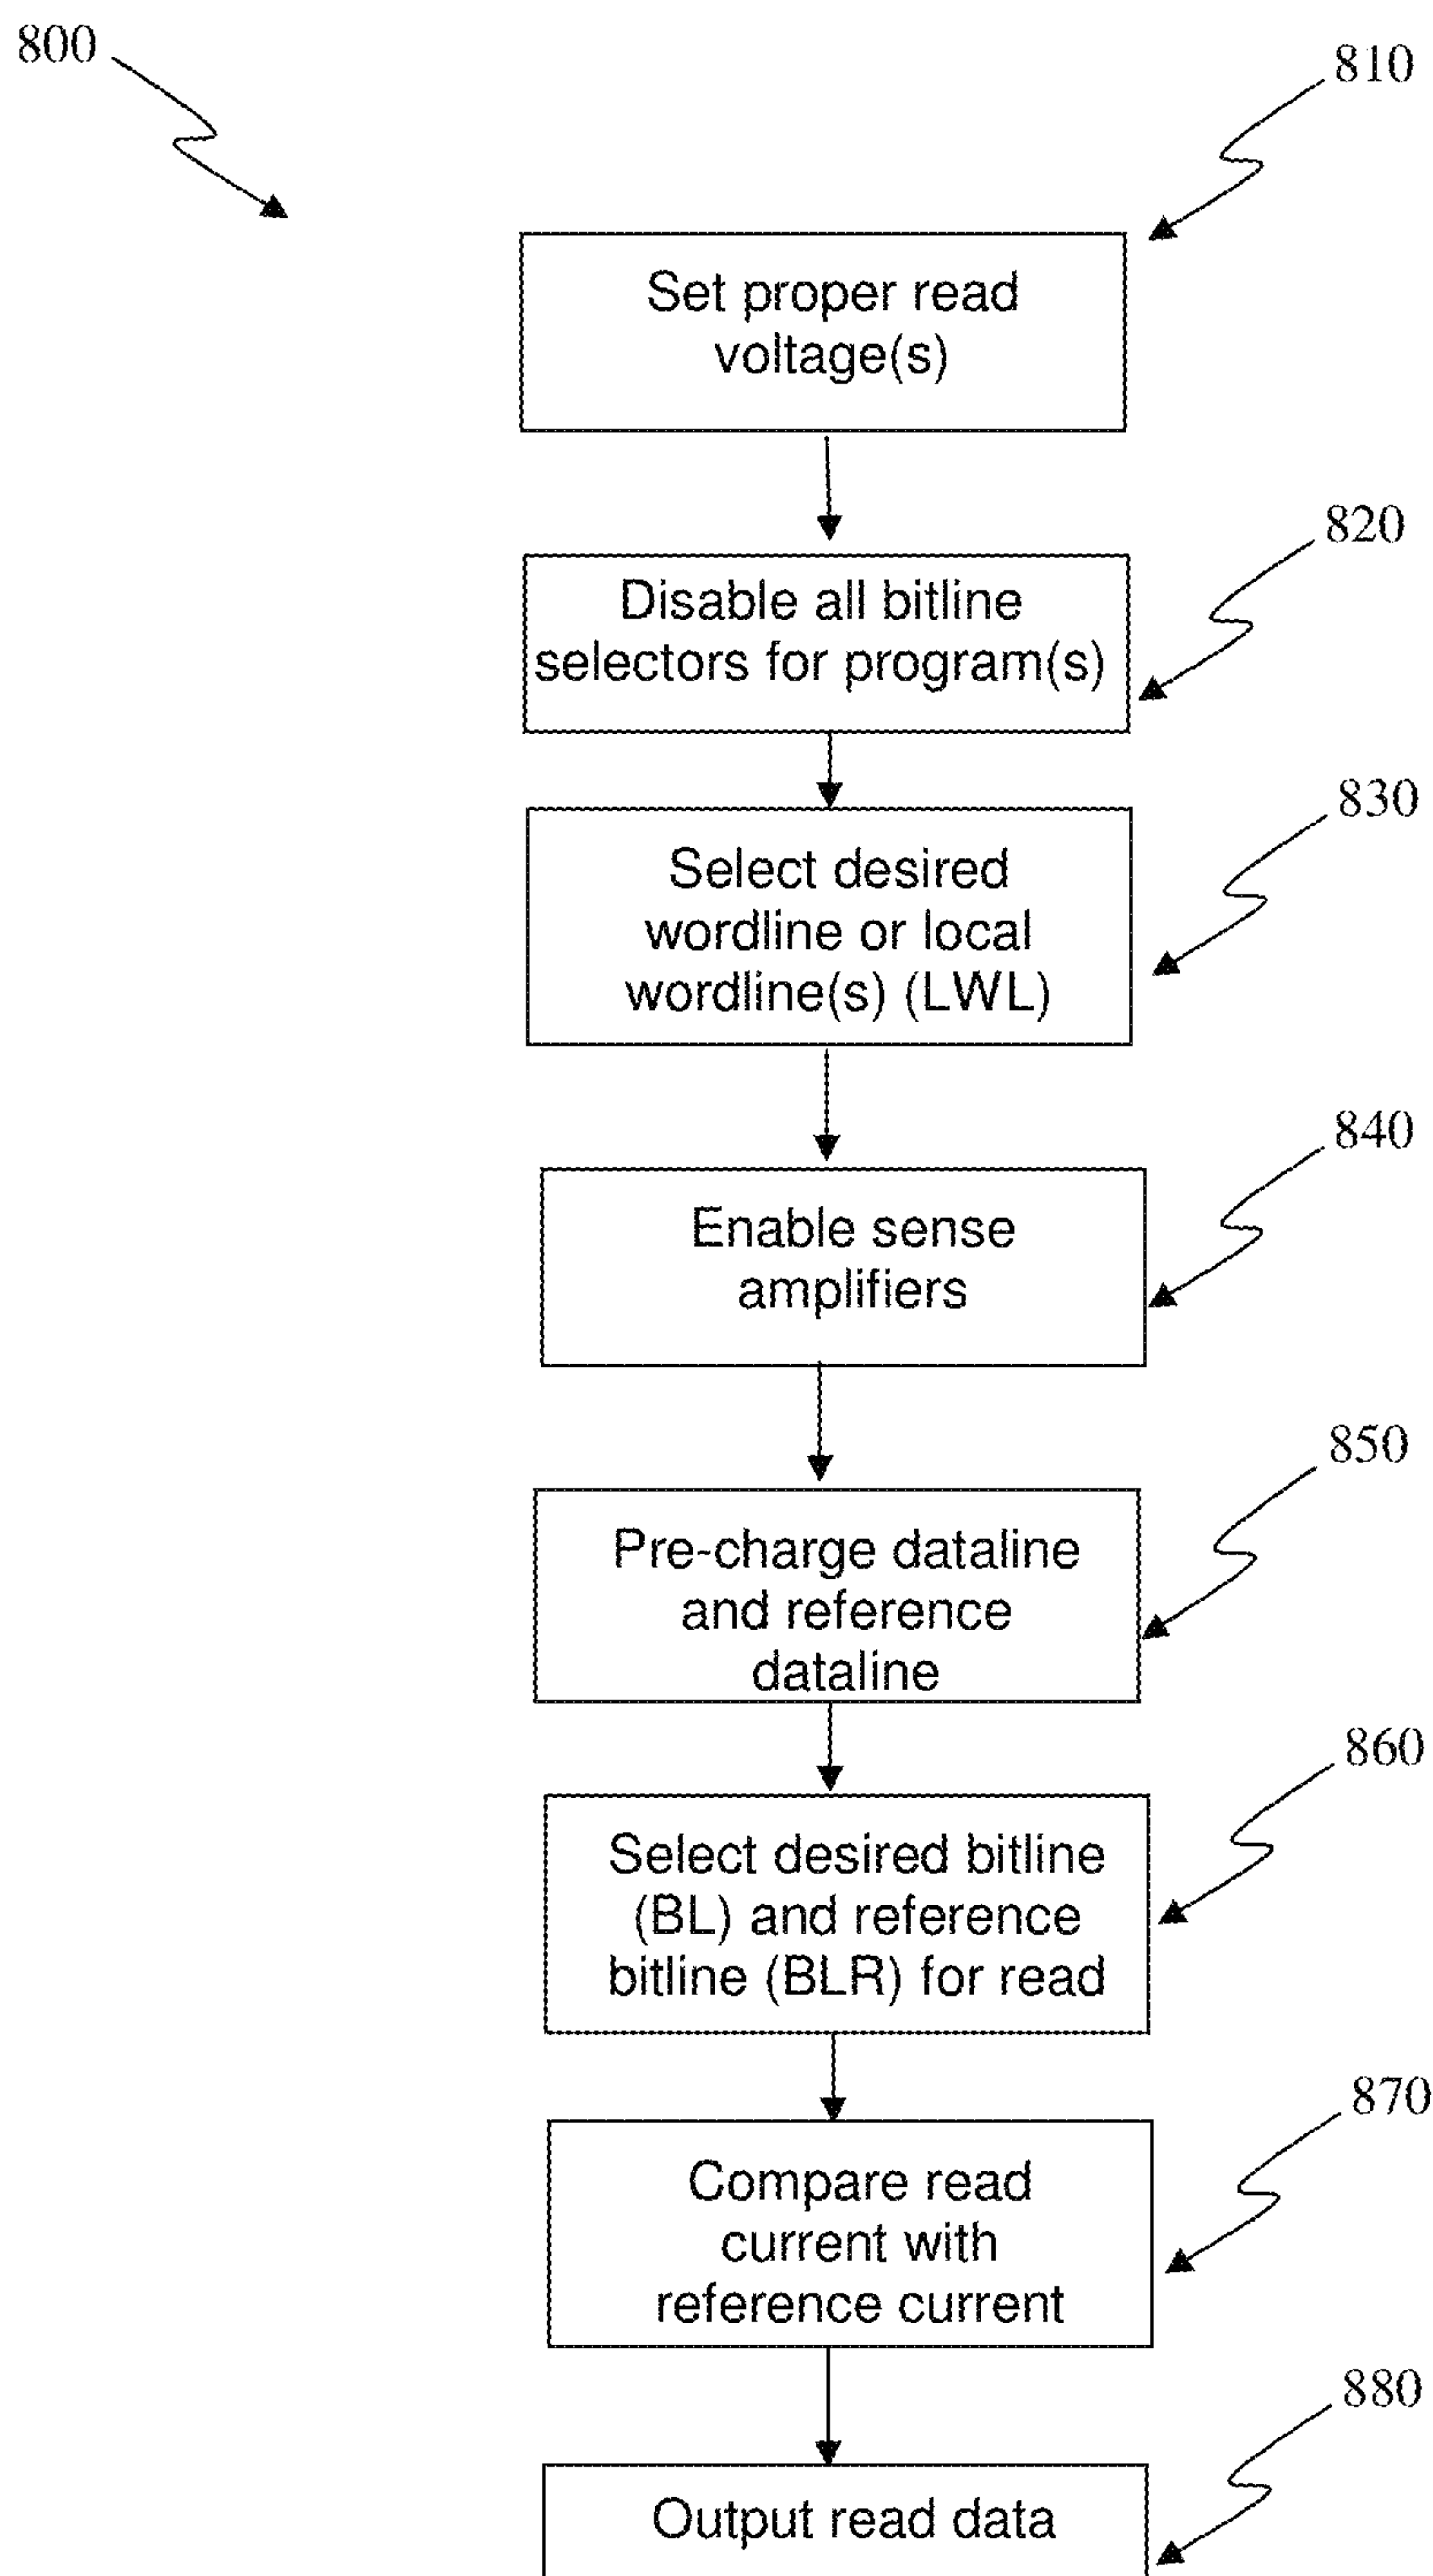 800
810
Set proper read
voltage(s)
820
Disable all bitline
selectors for program(s)
830
Select desired
wordline or local
wordline(s) (LWL)
840
Enable sense
amplifiers
850
Pre-charge dataline
and reference
dataline
860
Select desired bitline
(BL) and reference
bitline (BLR) for read
870
Compare read
current with
reference current
880
Output read data